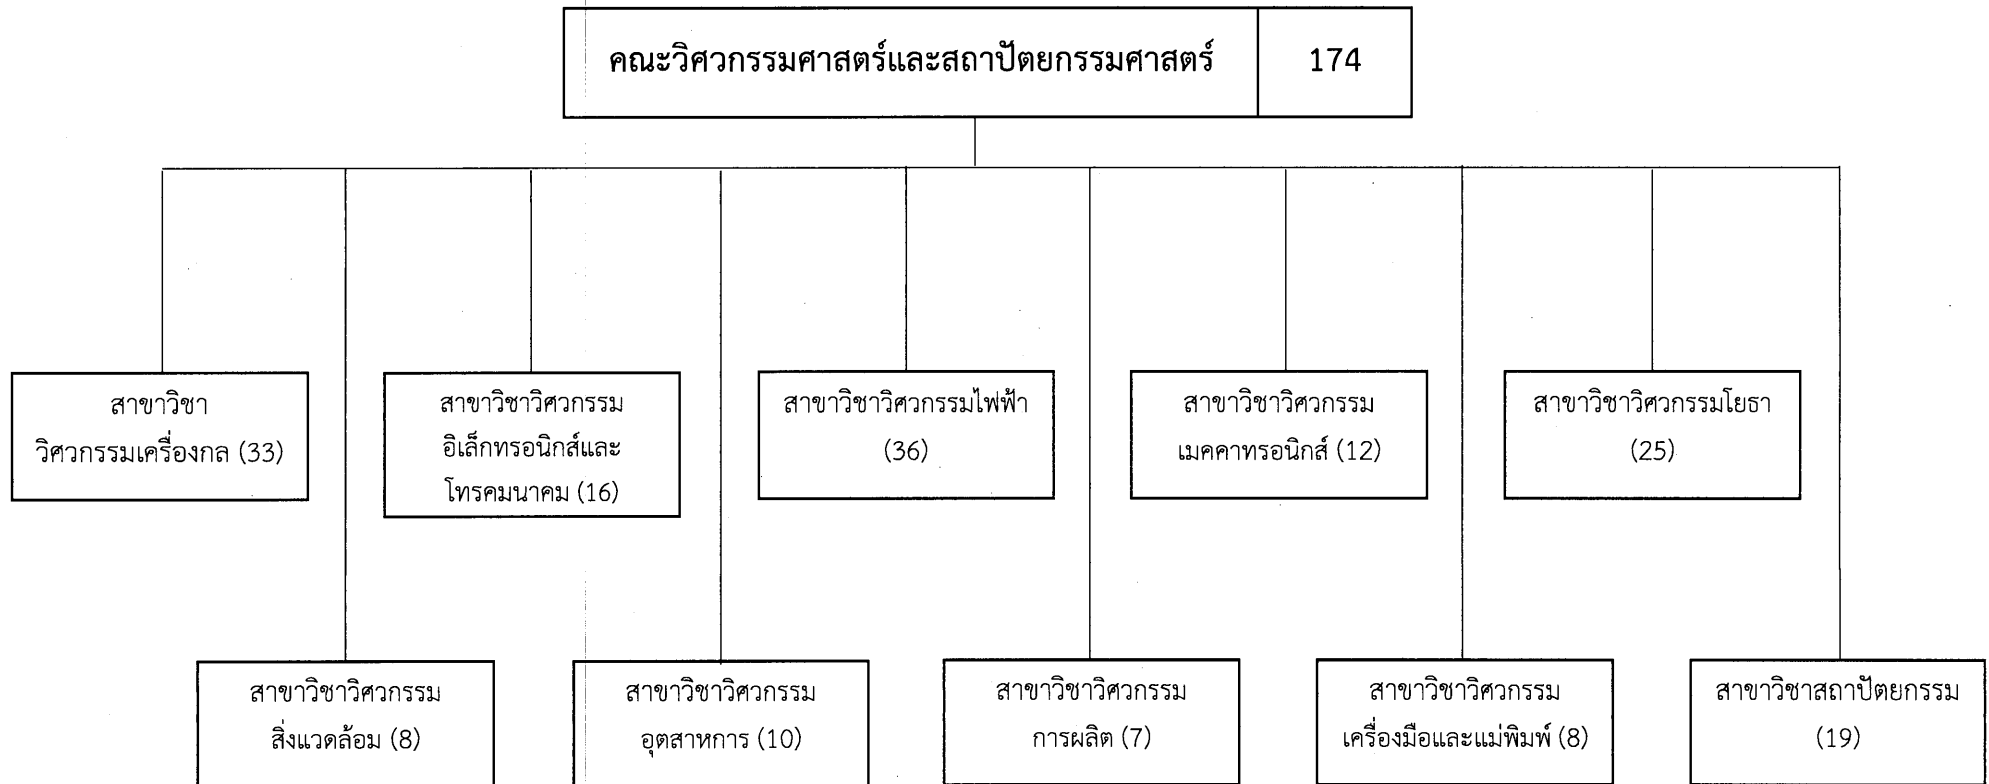 คณะวิศวกรรมศาสตร์และสถาปัตยกรรมศาสตร์ 174
สาขาวิชา
วิศวกรรมเครื่องกล (33)
สาขาวิชาวิศวกรรม
อิเล็กทรอนิกส์และ
โทรคมนาคม (16)
สาขาวิชาวิศวกรรมไฟฟ้า
(36)
สาขาวิชาวิศวกรรม
เมคคาทรอนิกส์ (12)
สาขาวิชาวิศวกรรมโยธา
(25)
สาขาวิชาวิศวกรรม
สิ่งแวดล้อม (8)
สาขาวิชาวิศวกรรม
อุตสาหการ (10)
สาขาวิชาวิศวกรรม
การผลิต (7)
สาขาวิชาวิศวกรรม
เครื่องมือและแม่พิมพ์ (8)
สาขาวิชาสถาปัตยกรรม
(19)